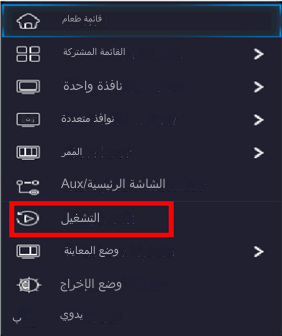 قائمة طعام
القائمة المشتركة
نافذة واحدة
نوافذ متعددة
الممر
الشاشة الرئيسية/Aux
التشغيل
وضع المعاينة
وضع الإخراج
يدوي
ب